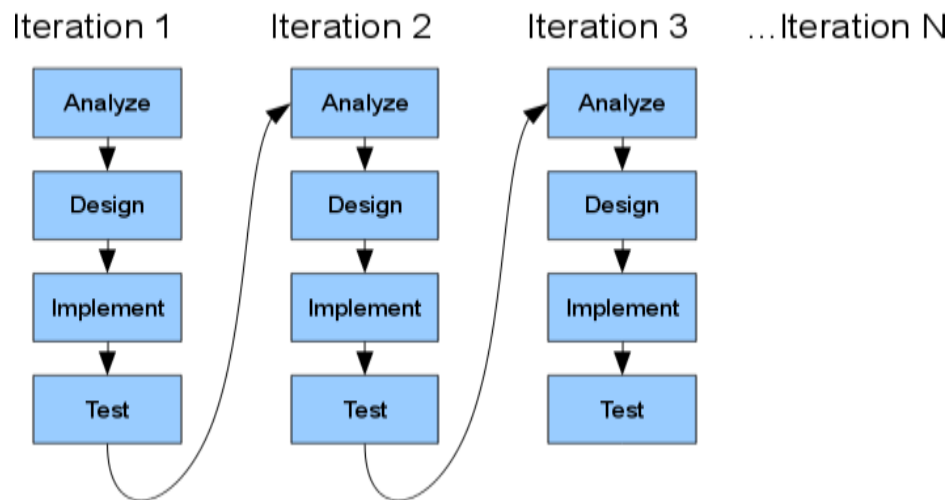 Iteration 1
Iteration 2
Iteration 3
...Iteration N
Analyze
Design
Implement
Test
Analyze
Design
Implement
Test
Analyze
Design
Implement
Test